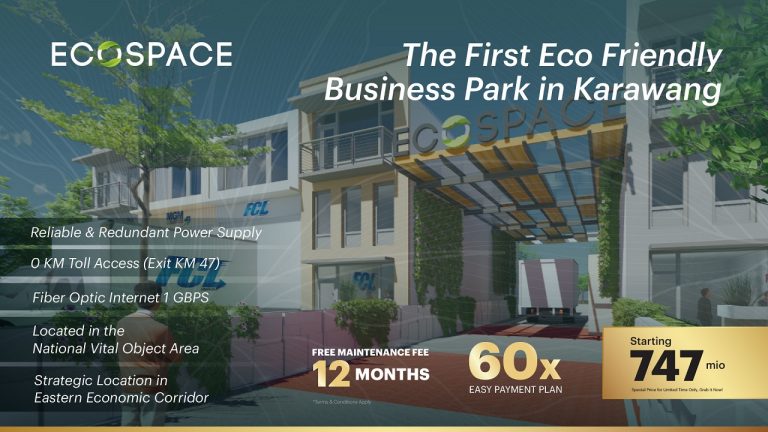 ECOSPACE
The First Eco Friendly
Business Park in Karawang
ECOSPACE
MGM
FCL
FCL
FCL
Reliable & Redundant Power Supply
0 KM Toll Access (Exit KM 47)
Fiber Optic Internet 1 GBPS
Located in the
National Vital Object Area
Strategic Location in
Eastern Economic Corridor
FREE MAINTENANCE FEE
12 MONTHS
*Terms & Conditions Apply
60x
EASY PAYMENT PLAN
Starting
747 mio
Special Price for Limited Time Only, Grab it Now!